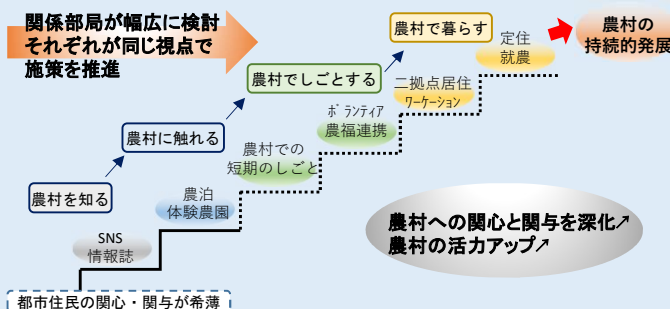 関係部局が幅広に検討
それぞれが同じ視点で
施策を推進
農村で暮らす
定住
就農
農村の
持続的発展
農村でしごとする
二拠点居住
ワーケーション
ボランティア
農福連携
農村に触れる
農村での
短期のしごと
農村を知る
農泊
体験農園
SNS
情報誌
農村への関心と関与を深化↗
農村の活力アップ↗
都市住民の関心・関与が希薄